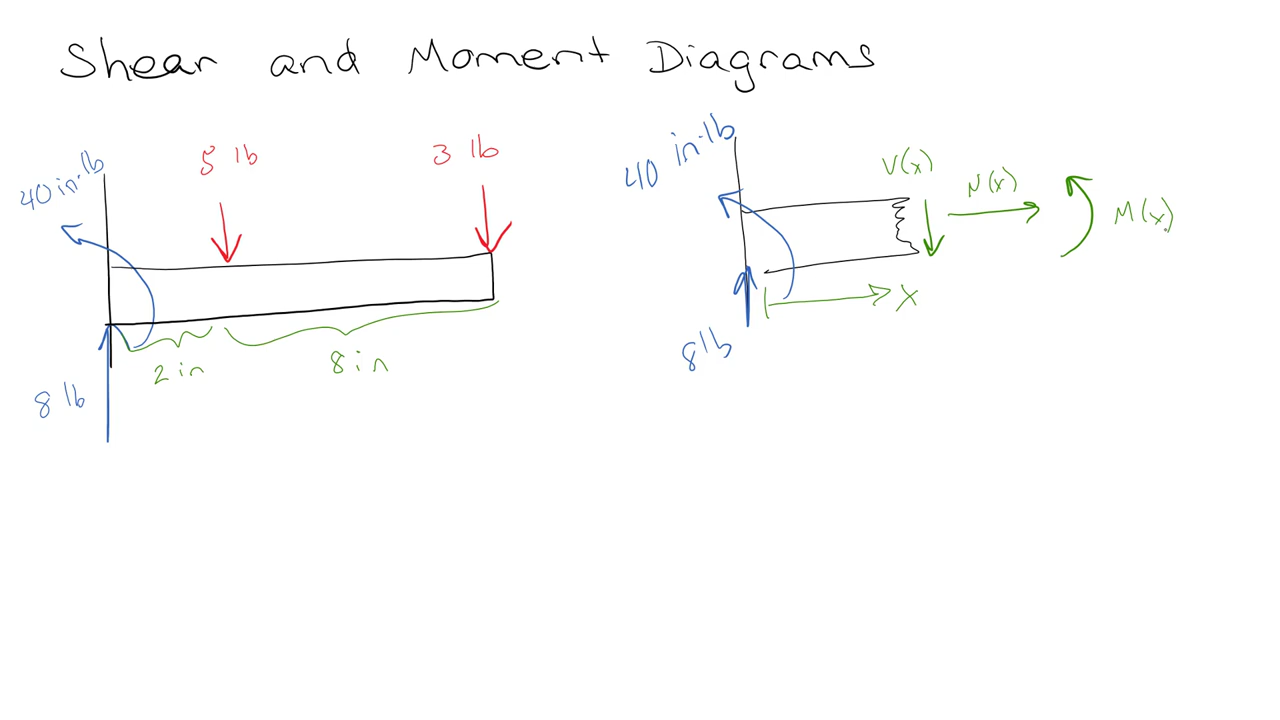 Shear and Moment Diagrams
40 in·lb
5 lb
3 lb
2 in
8 in
8 lb
40 in·lb
V(x)
N(x)
M(x)
x
8 lb